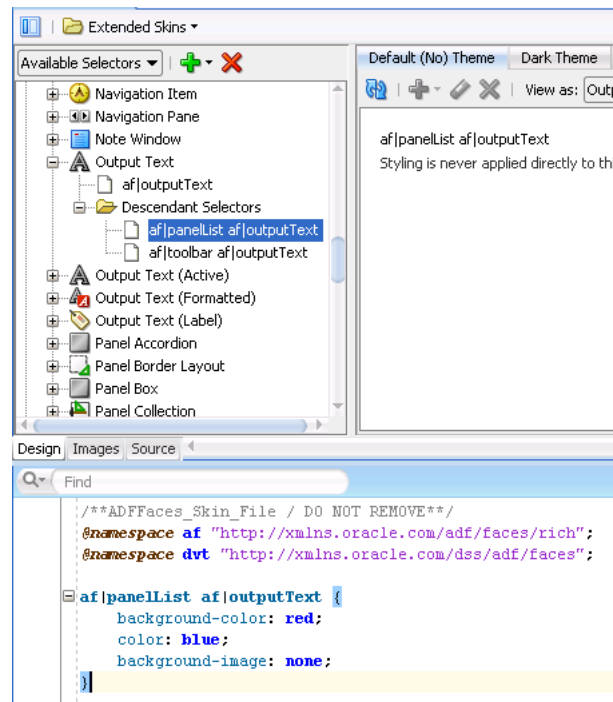 Extended Skins
Available Selectors
Navigation Item
Navigation Pane
Note Window
Output Text
af|outputText
Descendant Selectors
af|panelList af|outputText
af|toolbar af|outputText
Output Text (Active)
Output Text (Formatted)
Output Text (Label)
Panel Accordion
Panel Border Layout
Panel Box
Panel Collection
Default (No) Theme Dark Theme
View as: Outp
af|panelList af|outputText
Styling is never applied directly to th
Design Images Source
Find
/**ADFFaces_Skin_File / DO NOT REMOVE**/
@namespace af "http://xmlns.oracle.com/adf/faces/rich";
@namespace dvt "http://xmlns.oracle.com/dss/adf/faces";
af|panelList af|outputText {
background-color: red;
color: blue;
background-image: none;
}